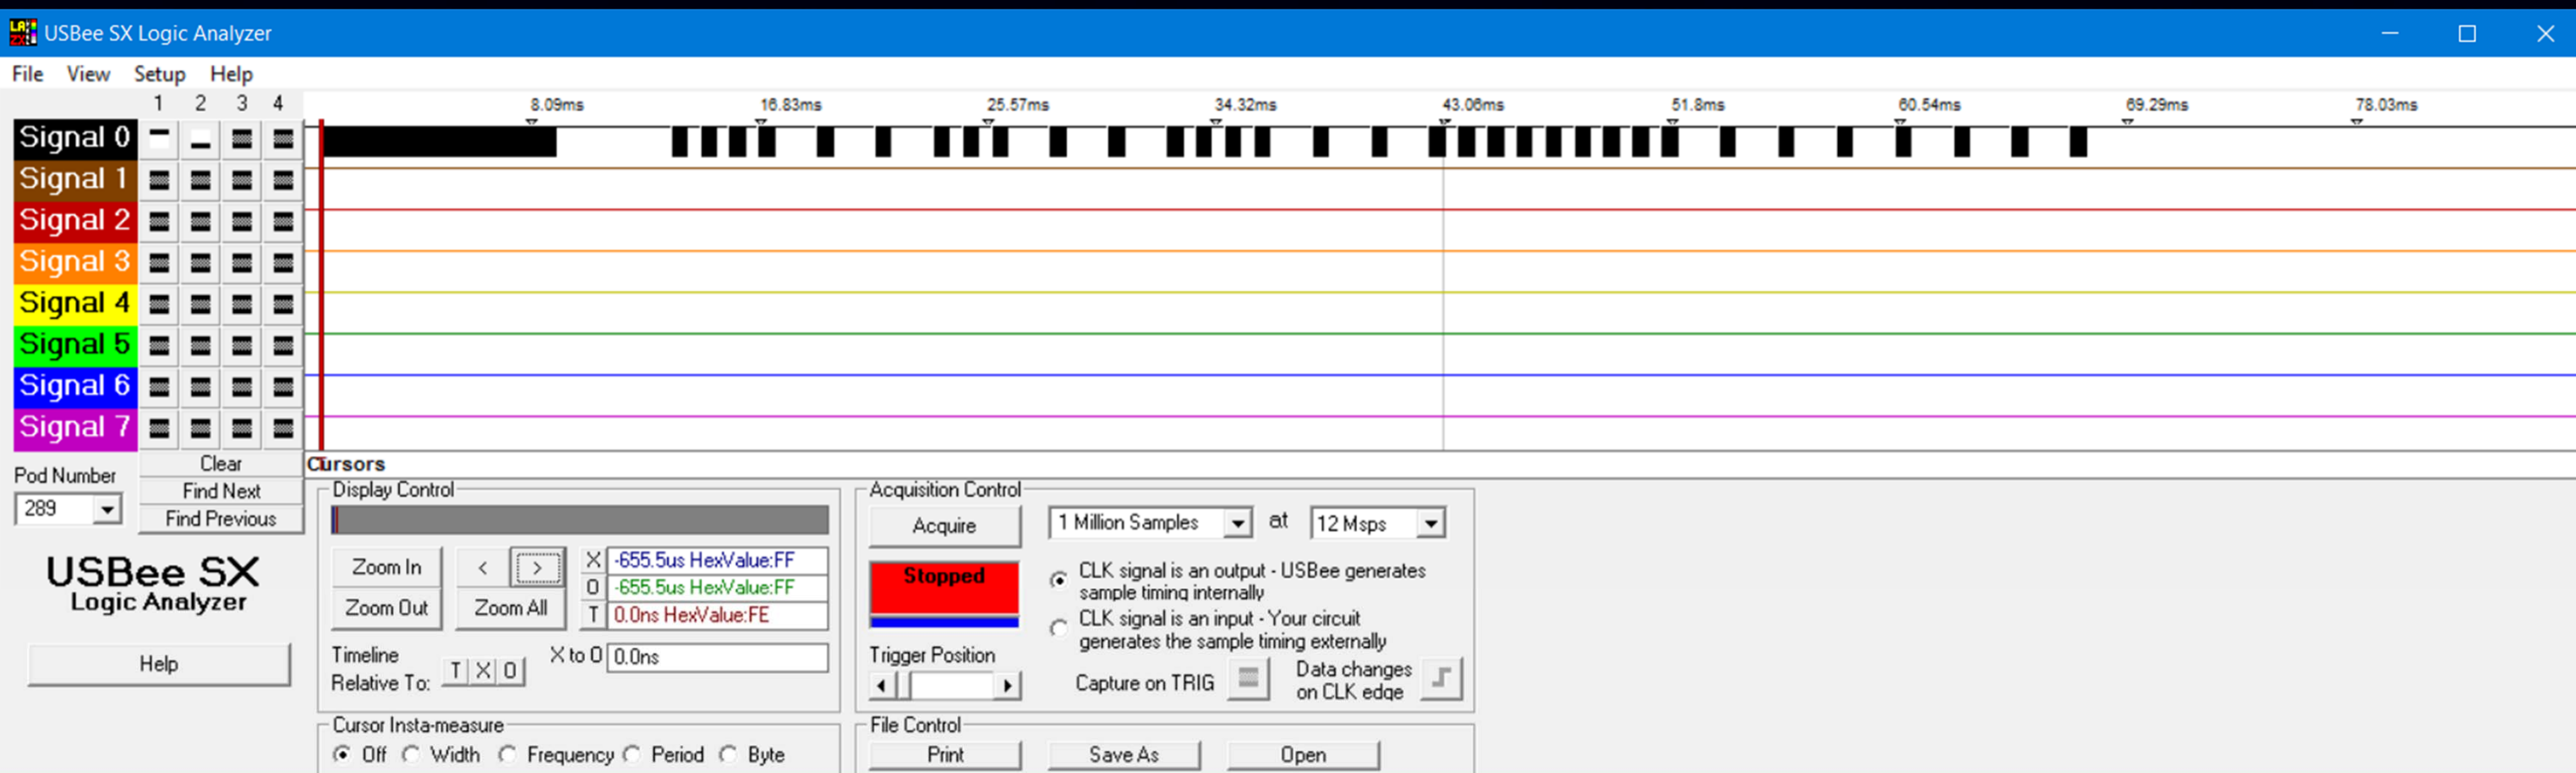 USBee SX Logic Analyzer
File View Setup Help
1 2 3 4
8.09ms 16.83ms 25.57ms 34.32ms 43.06ms 51.8ms 60.54ms 69.29ms 78.03ms
Signal 0
Signal 1
Signal 2
Signal 3
Signal 4
Signal 5
Signal 6
Signal 7
Clear
Find Next
Find Previous
Pod Number
289
USBee SX
Logic Analyzer
Help
Cursors
Display Control
Zoom In < >
Zoom Out Zoom All
X -655.5us HexValue:FF
O -655.5us HexValue:FF
T 0.0ns HexValue:FE
Timeline
Relative To: T X O
X to O 0.0ns
Cursor Insta-measure
Off Width Frequency Period Byte
Acquisition Control
Acquire 1 Million Samples at 12 Msps
Stopped
CLK signal is an output - USBee generates
sample timing internally
CLK signal is an input - Your circuit
generates the sample timing externally
Trigger Position
Capture on TRIG
Data changes
on CLK edge
File Control
Print Save As Open